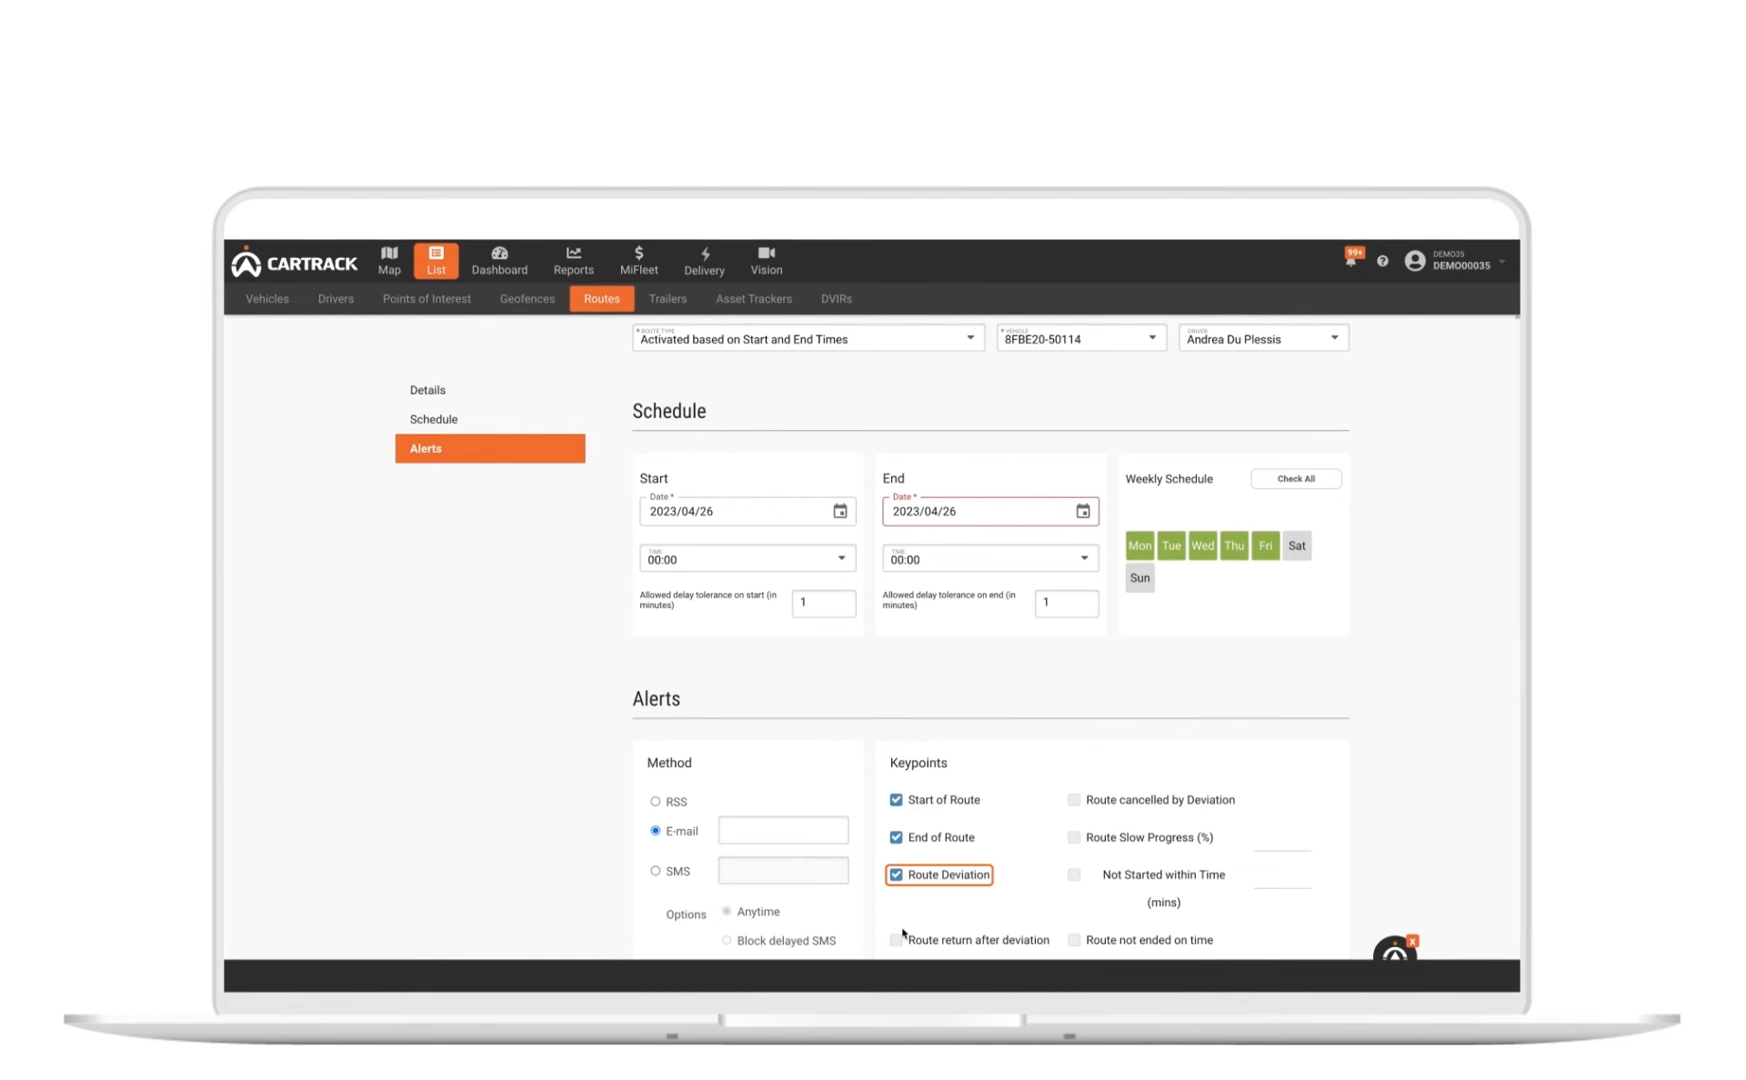 CARTRACK
Map
List
Dashboard
Reports
MiFleet
Delivery
Vision
99+
DEMO35
DEMO00035
Vehicles
Drivers
Points of Interest
Geofences
Routes
Trailers
Asset Trackers
DVIRs
* ROUTE TYPE
Activated based on Start and End Times
* VEHICLE
8FBE20-50114
DRIVER
Andrea Du Plessis
Details
Schedule
Alerts
Schedule
Start
Date *
2023/04/26
TIME
00:00
Allowed delay tolerance on start (in
minutes)
1
End
Date *
2023/04/26
TIME
00:00
Allowed delay tolerance on end (in
minutes)
1
Weekly Schedule
Check All
Mon Tue Wed Thu Fri Sat
Sun
Alerts
Method
RSS
E-mail
SMS
Options
Anytime
Block delayed SMS
Keypoints
Start of Route
Route cancelled by Deviation
End of Route
Route Slow Progress (%)
Route Deviation
Not Started within Time
(mins)
Route return after deviation
Route not ended on time
X